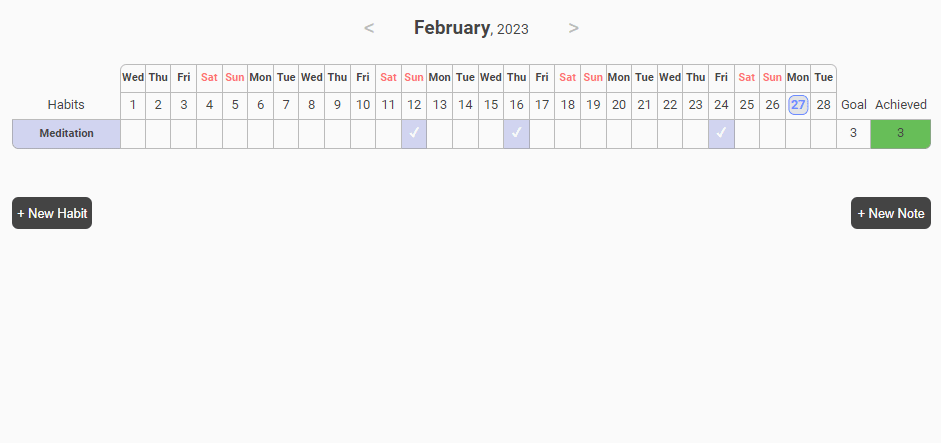 < February, 2023 >
Wed Thu Fri Sat Sun Mon Tue Wed Thu Fri Sat Sun Mon Tue Wed Thu Fri Sat Sun Mon Tue Wed Thu Fri Sat Sun Mon Tue
Habits 1 2 3 4 5 6 7 8 9 10 11 12 13 14 15 16 17 18 19 20 21 22 23 24 25 26 27 28 Goal Achieved
Meditation ✓ ✓ ✓ 3 3
+ New Habit + New Note